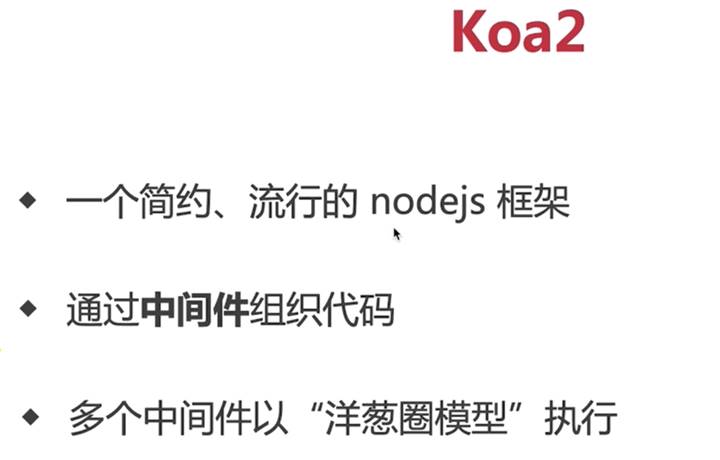 Koa2
◆ 一个简约、流行的 nodejs 框架
◆ 通过中间件组织代码
◆ 多个中间件以“洋葱圈模型”执行